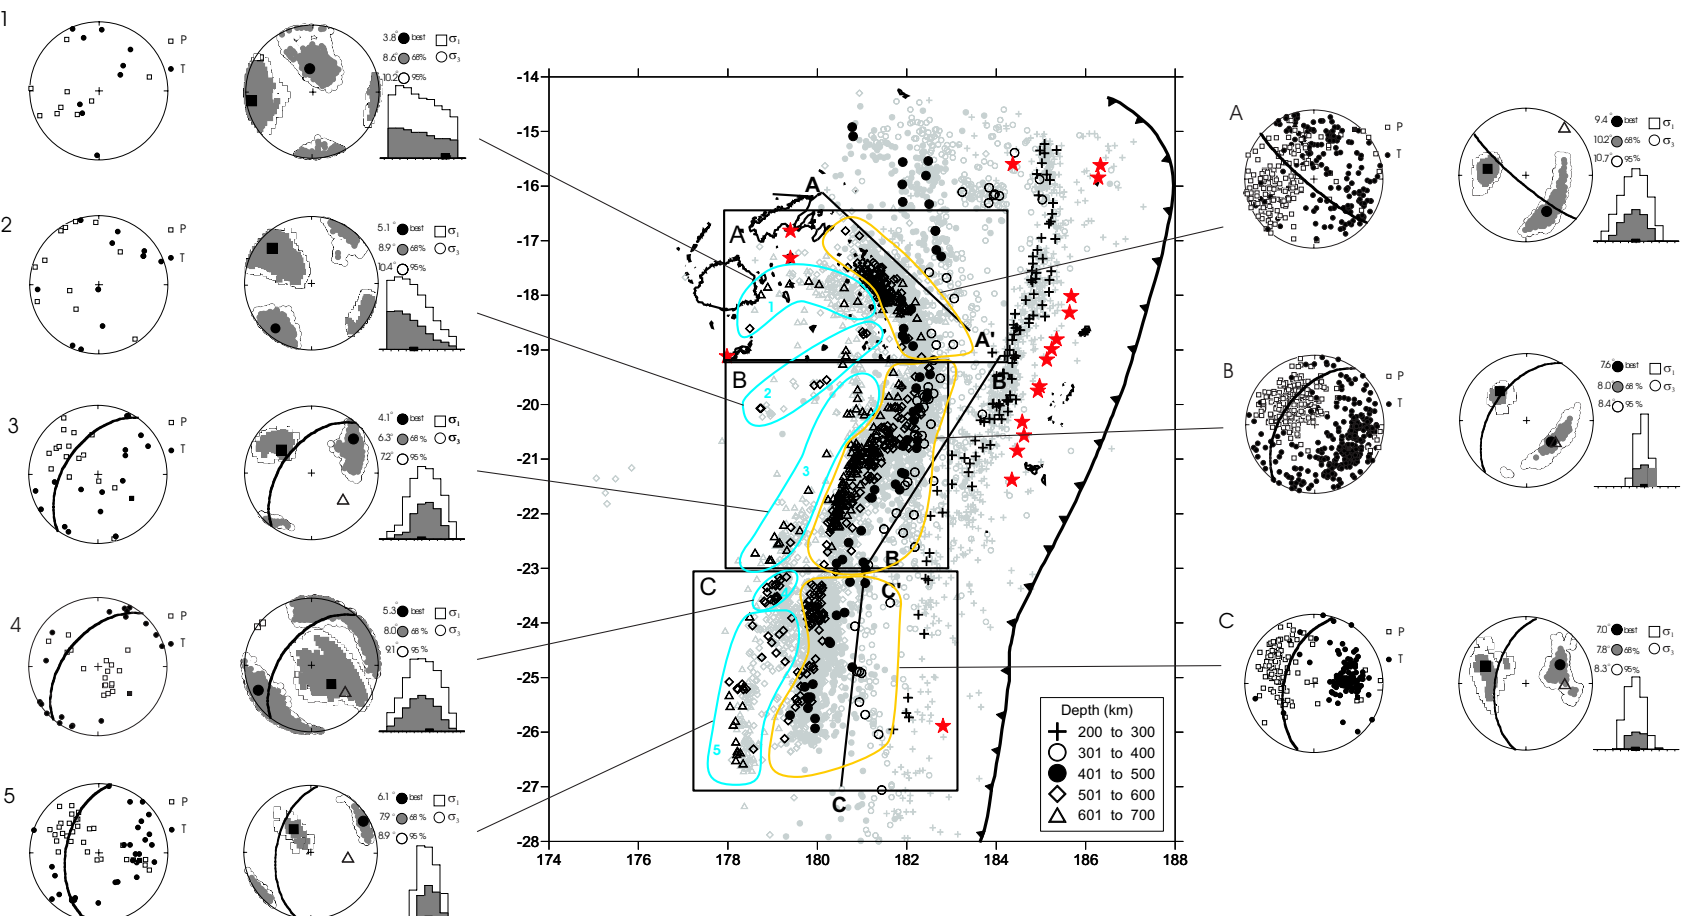 1
P
T
3.8° best σ1
8.6° 68% σ3
10.2° 95%
2
P
T
5.1° best σ1
8.9° 68% σ3
10.4° 95%
3
P
T
4.1° best σ1
6.3° 68% σ3
7.2° 95%
4
P
T
5.3° best σ1
8.0° 68% σ3
9.1 95%
5
P
T
6.1° best σ1
7.9° 68% σ3
8.9° 95%
-14
-15
-16
-17
-18
-19
-20
-21
-22
-23
-24
-25
-26
-27
-28
174
176
178
180
182
184
186
188
A
A
A'
1
B
B'
2
3
B
C
C'
4
5
C
Depth (km)
200 to 300
301 to 400
401 to 500
501 to 600
601 to 700
A
P
T
9.4° best σ1
10.2° 68% σ3
10.7° 95%
B
P
T
7.6° best σ1
8.0° 68% σ3
8.4° 95%
C
P
T
7.0° best σ1
7.8° 68% σ3
8.3° 95%